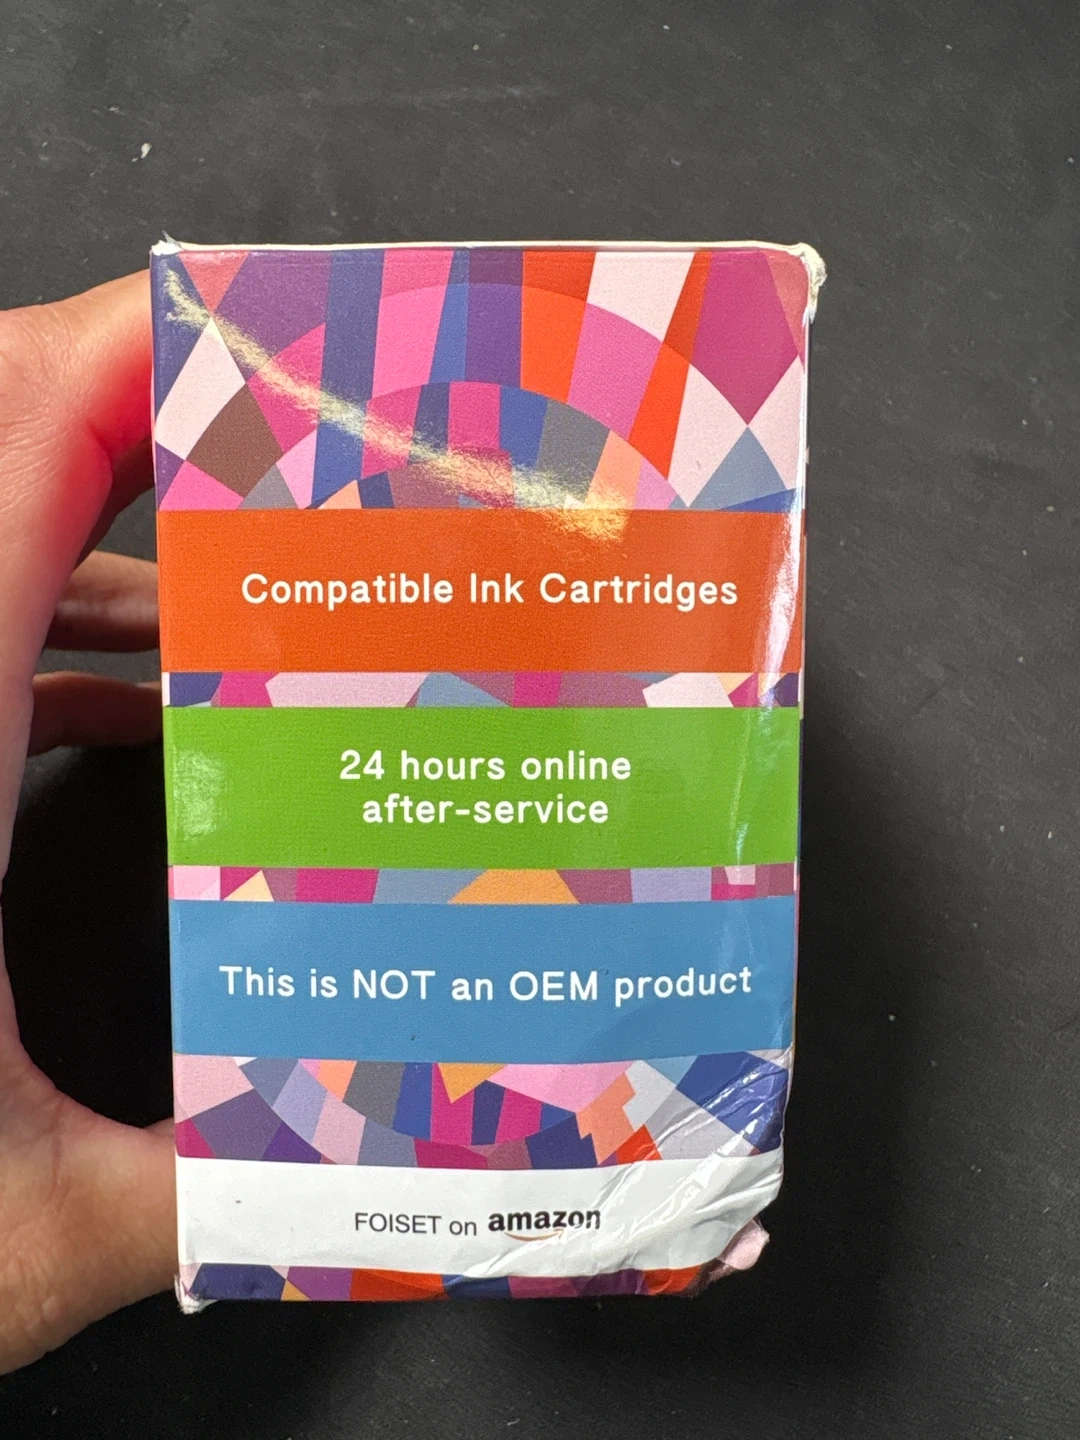 Compatible Ink Cartridges
24 hours online
after-service
This is NOT an OEM product
FOISET on amazon